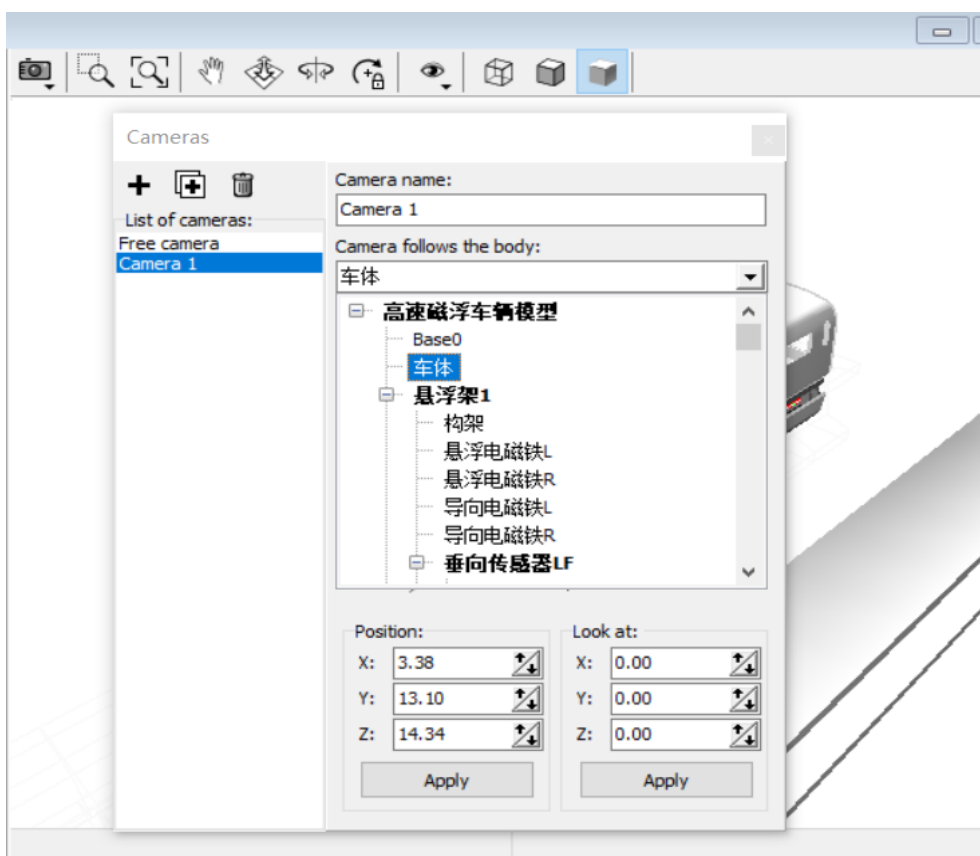 Cameras
List of cameras:
Free camera
Camera 1
Camera name:
Camera 1
Camera follows the body:
车体
高速磁浮车辆模型
Base0
车体
悬浮架1
构架
悬浮电磁铁L
悬浮电磁铁R
导向电磁铁L
导向电磁铁R
垂向传感器LF
Position:
X: 3.38
Y: 13.10
Z: 14.34
Apply
Look at:
X: 0.00
Y: 0.00
Z: 0.00
Apply